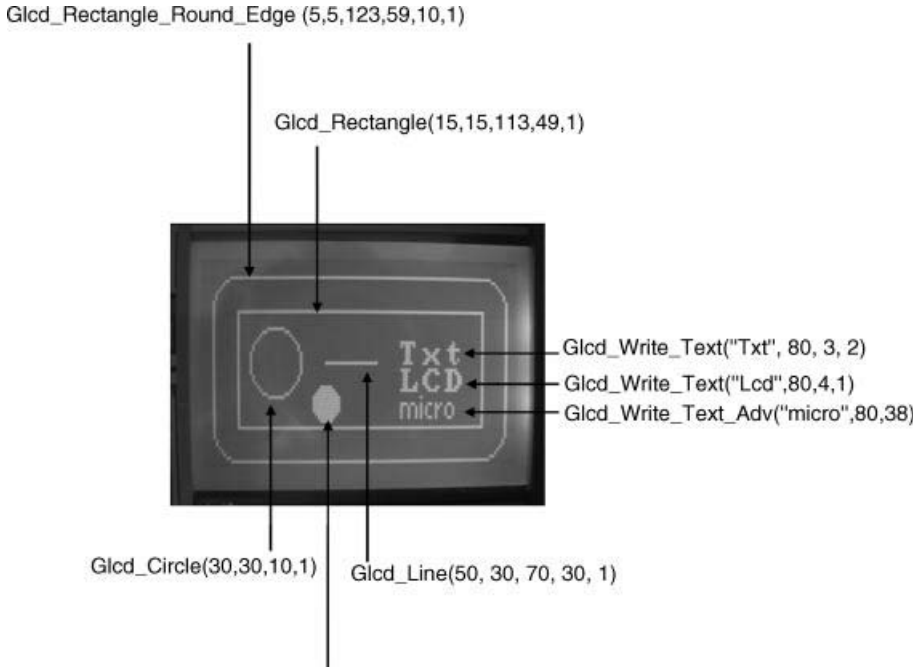 Glcd_Rectangle_Round_Edge (5,5,123,59,10,1)
Glcd_Rectangle(15,15,113,49,1)
Txt
Glcd_Write_Text("Txt", 80, 3, 2)
LCD
Glcd_Write_Text("Lcd",80,4,1)
micro
Glcd_Write_Text_Adv("micro",80,38)
Glcd_Circle(30,30,10,1)
Glcd_Line(50, 30, 70, 30, 1)